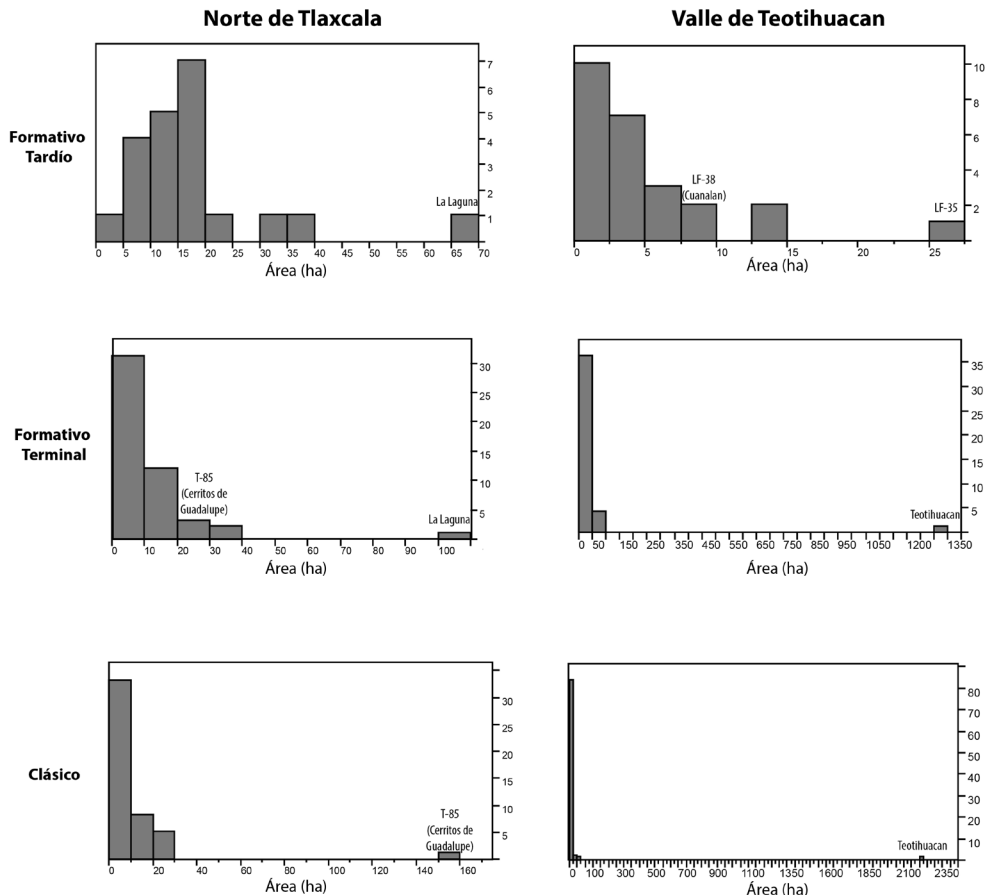 Norte de Tlaxcala
Valle de Teotihuacan
Formativo
Tardío
7
6
5
4
3
2
1
La Laguna
0 5 10 15 20 25 30 35 40 45 50 55 60 65 70
Área (ha)
10
8
6
4
2
LF-38
(Cuanalan)
LF-35
0 5 10 15 20 25
Área (ha)
Formativo
Terminal
30
25
20
15
10
5
T-85
(Cerritos de
Guadalupe)
La Laguna
0 10 20 30 40 50 60 70 80 90 100
Área (ha)
35
30
25
20
15
10
5
Teotihuacan
0 50 150 250 350 450 550 650 750 850 950 1050 1200 1350
Área (ha)
Clásico
30
25
20
15
10
5
T-85
(Cerritos de
Guadalupe)
0 20 40 60 80 100 120 140 160
Área (ha)
80
70
60
50
40
30
20
10
0
Teotihuacan
0 100 300 500 700 900 1100 1350 1600 1850 2100 2350
Área (ha)